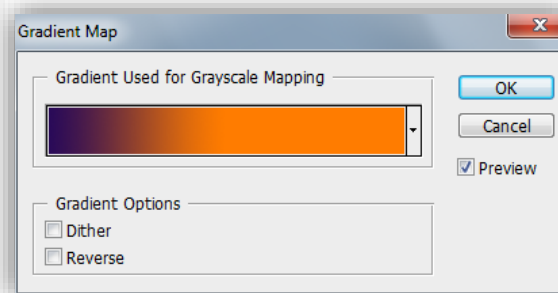 Gradient Map
Gradient Used for Grayscale Mapping
OK
Cancel
Preview
Gradient Options
Dither
Reverse